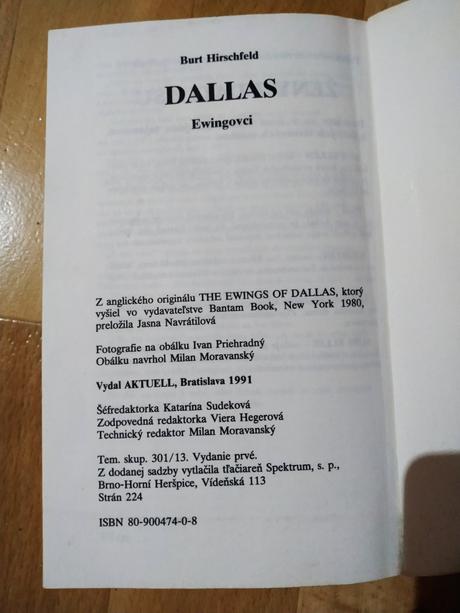 Burt Hirschfeld
DALLAS
Ewingovci
Z anglického originálu THE EWINGS OF DALLAS, ktorý
vyšiel vo vydavateľstve Bantam Book, New York 1980,
preložila Jasna Navrátilová
Fotografie na obálku Ivan Priehradný
Obálku navrhol Milan Moravanský
Vydal AKTUELL, Bratislava 1991
Šéfredaktorka Katarína Sudeková
Zodpovedná redaktorka Viera Hegerová
Technický redaktor Milan Moravanský
Tem. skup. 301/13. Vydanie prvé.
Z dodanej sadzby vytlačila tľačiareň Spektrum, s. p.,
Brno-Horní Heršpice, Vídeňská 113
Strán 224
ISBN 80-900474-0-8